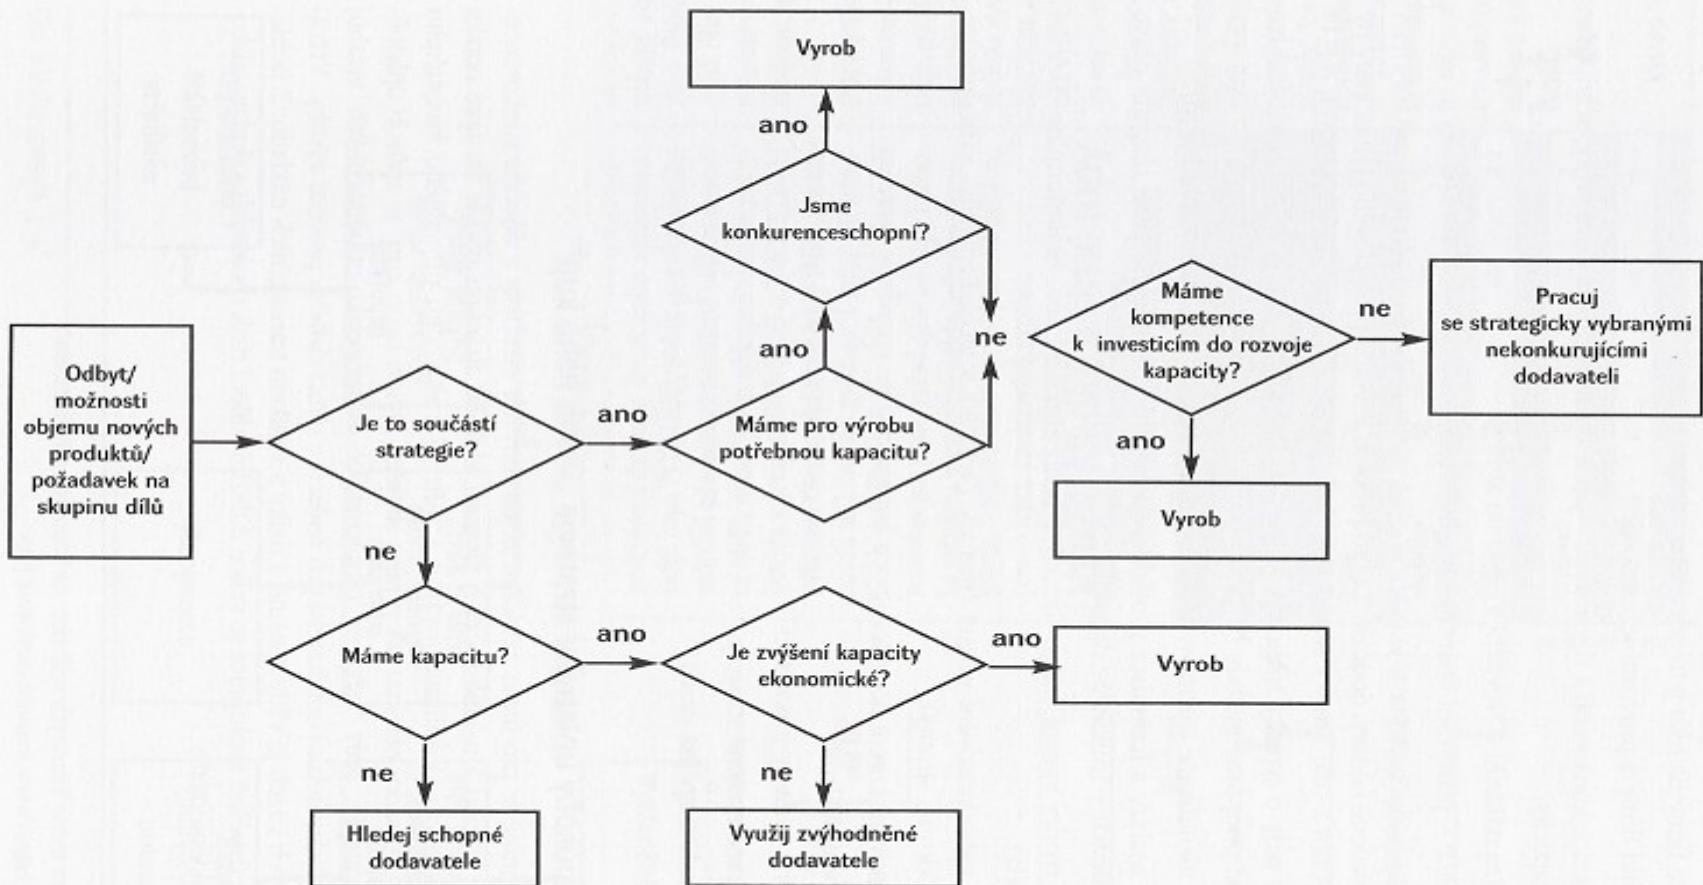 Vyrob
ano
Jsme
konkurenceschopní?
ne
Máme
kompetence
k investicím do rozvoje
kapacity?
ne
Pracuj
se strategicky vybranými
nekonkurujícími
dodavateli
ano
Vyrob
Odbyt/
možnosti
objemu nových
produktů/
požadavek na
skupinu dílů
Je to součástí
strategie?
ano
Máme pro výrobu
potřebnou kapacitu?
ano
ne
Máme kapacitu?
ano
Je zvýšení kapacity
ekonomické?
ano
Vyrob
ne
Hledej schopné
dodavatele
ne
Využij zvýhodněné
dodavatele